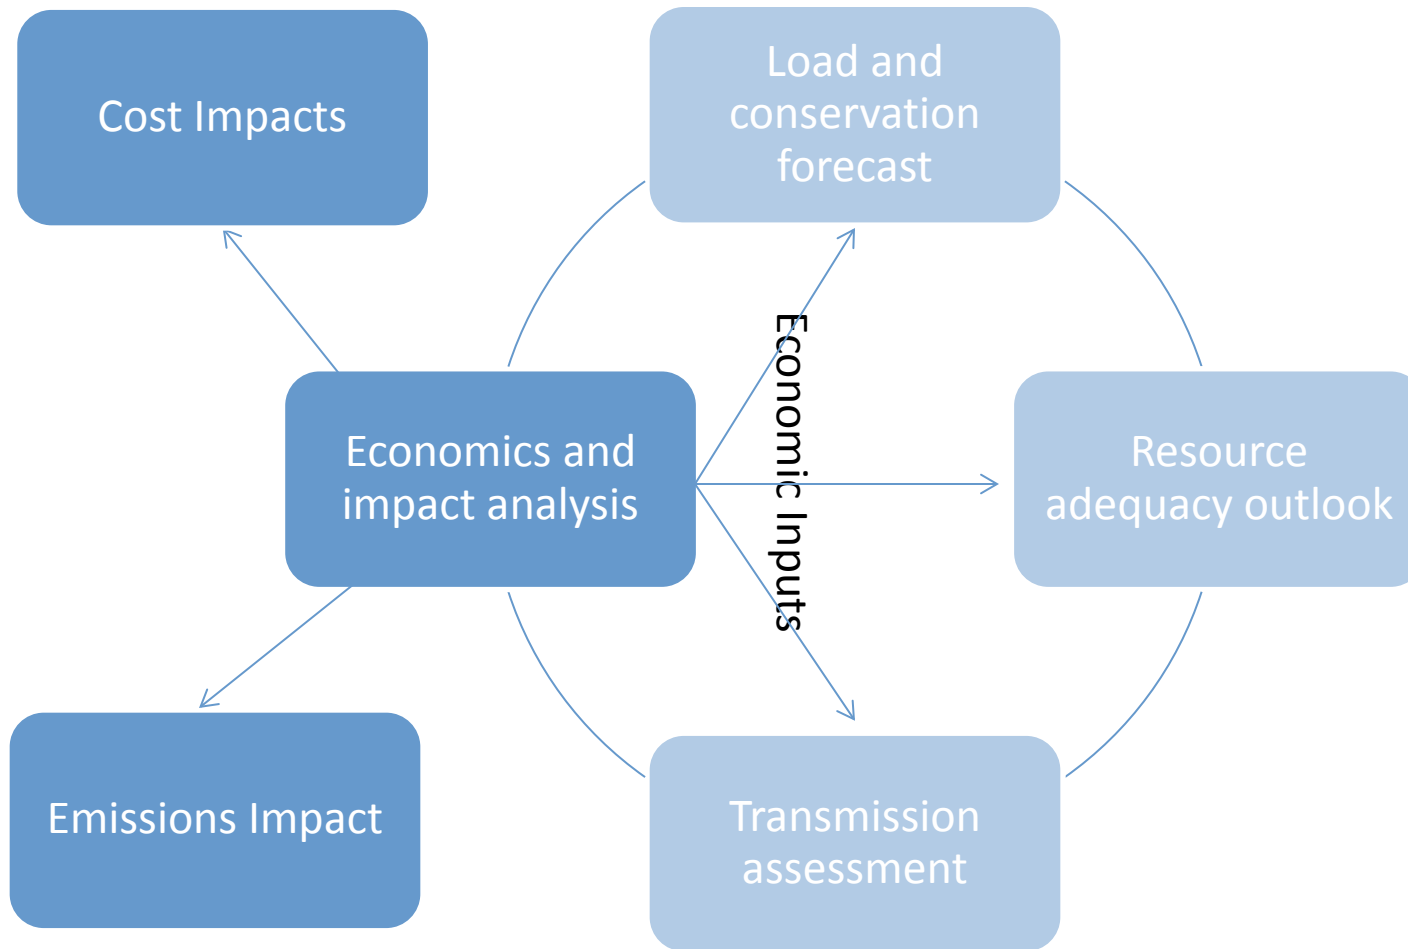 Cost Impacts
Load and
conservation
forecast
Economics and
impact analysis
Economic Inputs
Resource
adequacy outlook
Emissions Impact
Transmission
assessment